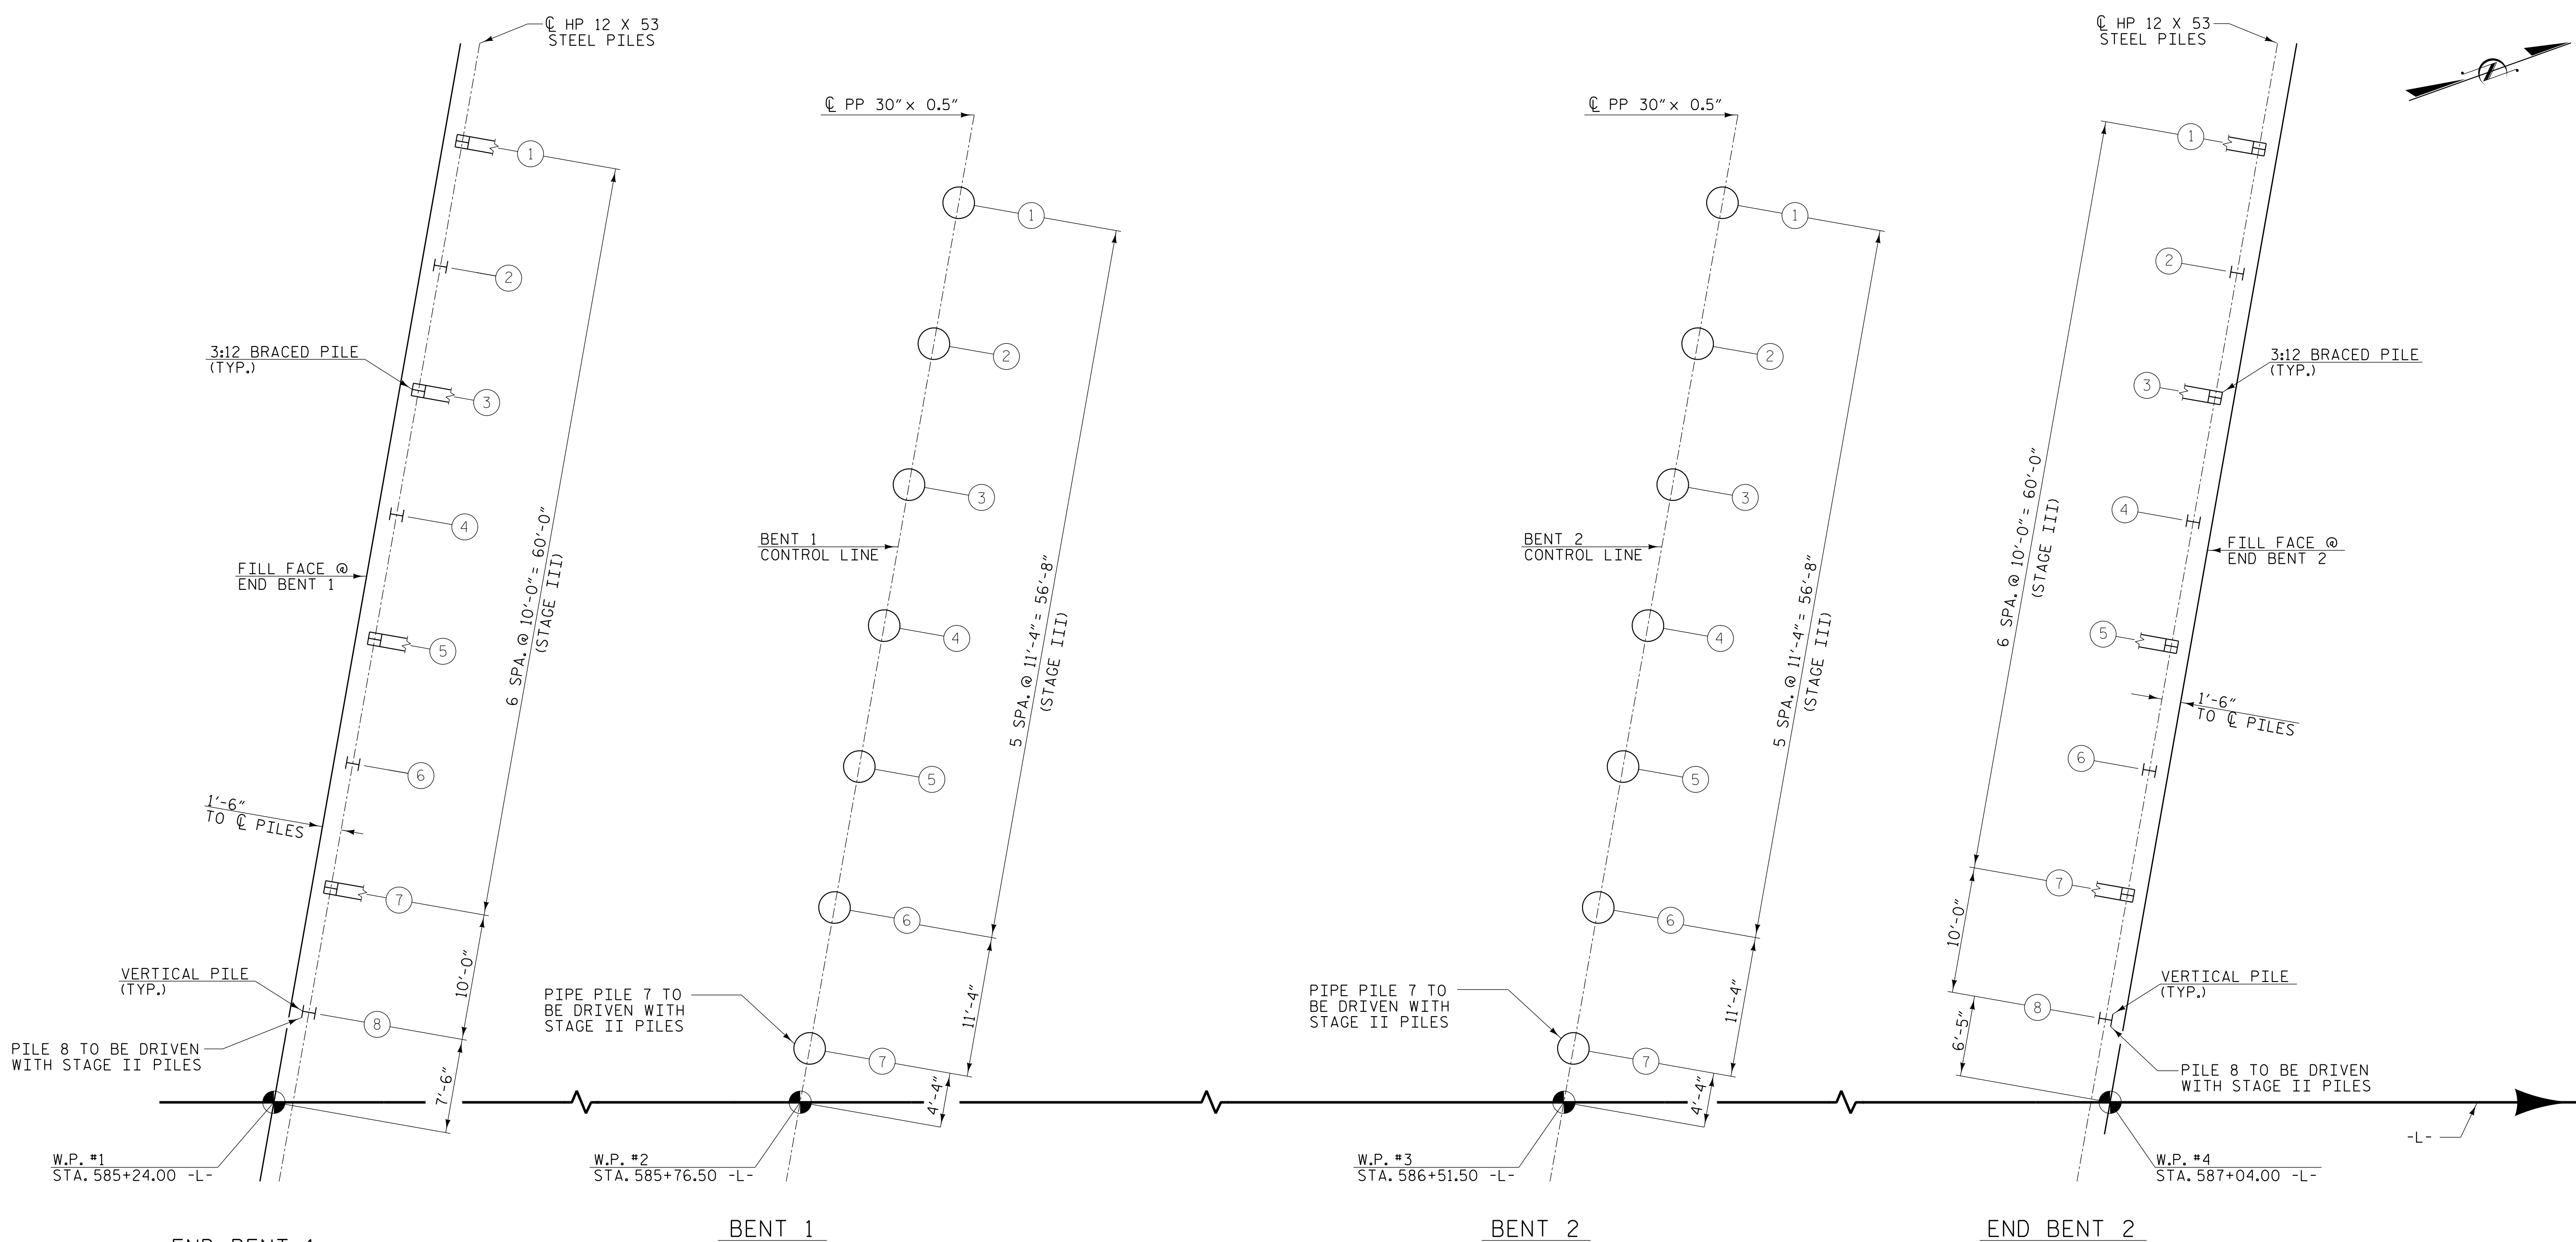 ℄ HP 12 X 53
STEEL PILES
1
2
3:12 BRACED PILE
(TYP.)
3
4
FILL FACE @
END BENT 1
6 SPA. @ 10'-0" = 60'-0"
(STAGE III)
5
6
1'-6"
TO ℄ PILES
7
VERTICAL PILE
(TYP.)
10'-0"
8
PILE 8 TO BE DRIVEN
WITH STAGE II PILES
7'-6"
W.P. #1
STA. 585+24.00 -L-
℄ PP 30" x 0.5"
1
2
3
BENT 1
CONTROL LINE
4
5 SPA. @ 11'-4" = 56'-8"
(STAGE III)
5
6
PIPE PILE 7 TO
BE DRIVEN WITH
STAGE II PILES
11'-4"
7
4'-4"
W.P. #2
STA. 585+76.50 -L-
BENT 1
℄ PP 30" x 0.5"
1
2
3
BENT 2
CONTROL LINE
4
5 SPA. @ 11'-4" = 56'-8"
(STAGE III)
5
6
PIPE PILE 7 TO
BE DRIVEN WITH
STAGE II PILES
11'-4"
7
4'-4"
W.P. #3
STA. 586+51.50 -L-
BENT 2
℄ HP 12 X 53
STEEL PILES
1
2
3:12 BRACED PILE
(TYP.)
3
4
6 SPA. @ 10'-0" = 60'-0"
(STAGE III)
FILL FACE @
END BENT 2
5
1'-6"
TO ℄ PILES
6
7
10'-0"
VERTICAL PILE
(TYP.)
8
6'-5"
PILE 8 TO BE DRIVEN
WITH STAGE II PILES
-L-
W.P. #4
STA. 587+04.00 -L-
END BENT 2
END BENT 1